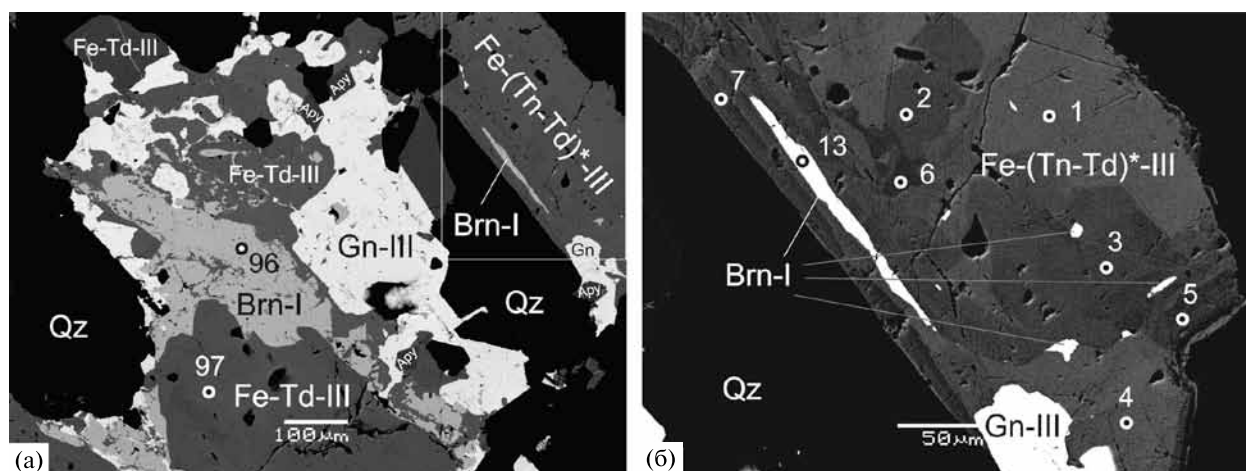 Fe-Td-III
Apy
Apy
Fe-(Tn-Td)*-III
Fe-Td-III
Brn-I
Gn-III
Gn
Apy
96
Brn-I
Qz
Qz
Apy
97
Fe-Td-III
100µm
(a)
7
2
1
13
Fe-(Tn-Td)*-III
6
3
Brn-I
5
Qz
4
Gn-III
50µm
(б)